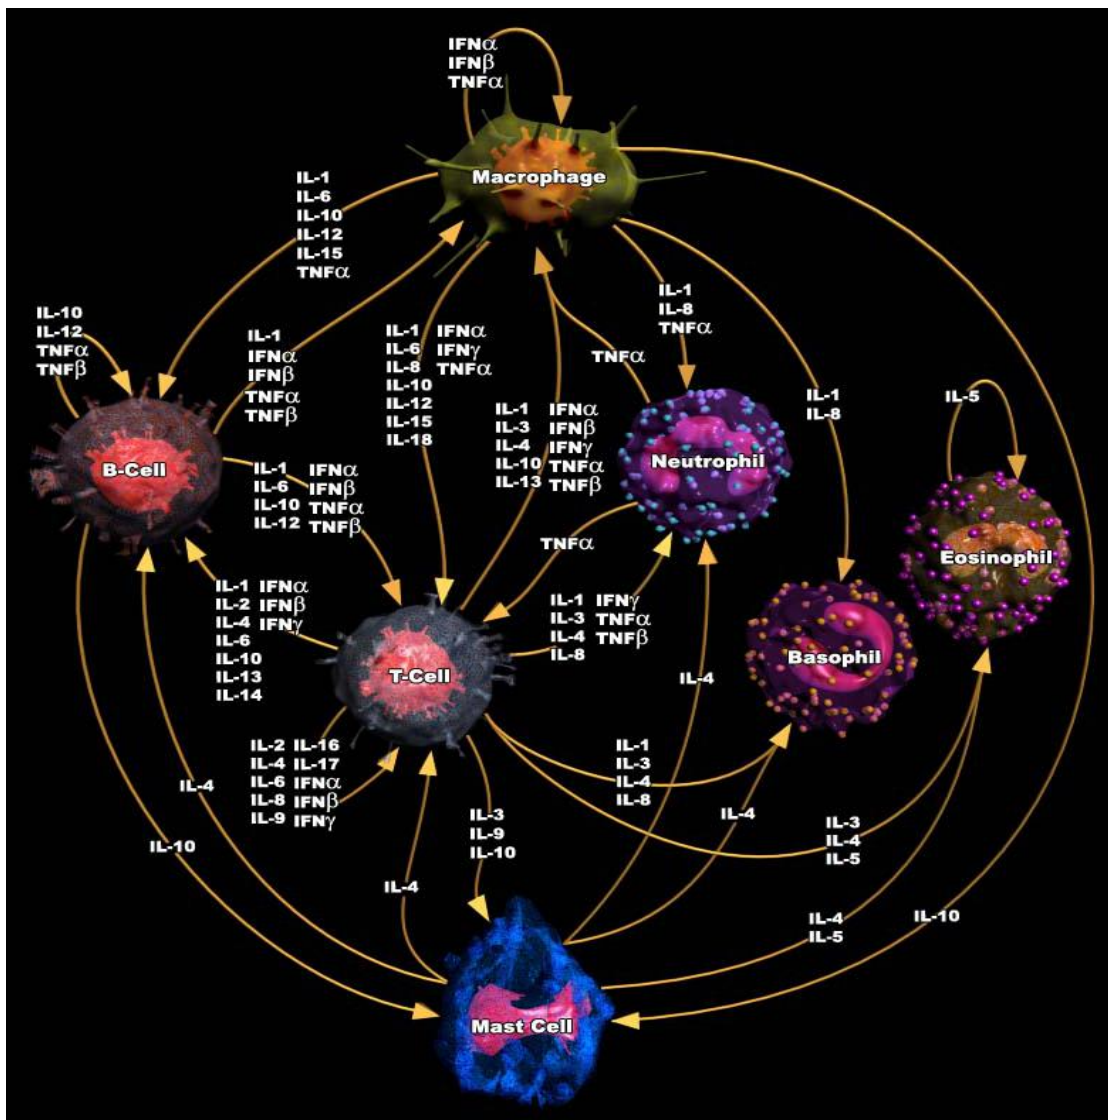 IFNα
IFNβ
TNFα
Macrophage
IL-1
IL-6
IL-10
IL-12
IL-15
TNFα
IL-10
IL-12
TNFα
TNFβ
IL-1
IFNα
IFNβ
TNFα
TNFβ
IL-1 IFNα
IL-6 IFNγ
IL-8 TNFα
IL-10
IL-12
IL-15
IL-18
IL-1
IL-8
TNFα
TNFα
IL-1
IL-8
IL-5
IL-1 IFNα
IL-3 IFNβ
IL-4 IFNγ
IL-10 TNFα
IL-13 TNFβ
Neutrophil
B-Cell
IL-1 IFNα
IL-6 IFNβ
IL-10 TNFα
IL-12 TNFβ
TNFα
Eosinophil
IL-1 IFNα
IL-2 IFNβ
IL-4 IFNγ
IL-6
IL-10
IL-13
IL-14
IL-1 IFNγ
IL-3 TNFα
IL-4 TNFβ
IL-8
Basophil
T-Cell
IL-4
IL-2 IL-16
IL-4 IL-17
IL-6 IFNα
IL-8 IFNβ
IL-9 IFNγ
IL-1
IL-3
IL-4
IL-8
IL-4
IL-10
IL-3
IL-9
IL-10
IL-4
IL-3
IL-4
IL-5
IL-4
IL-4
IL-5
IL-10
Mast Cell